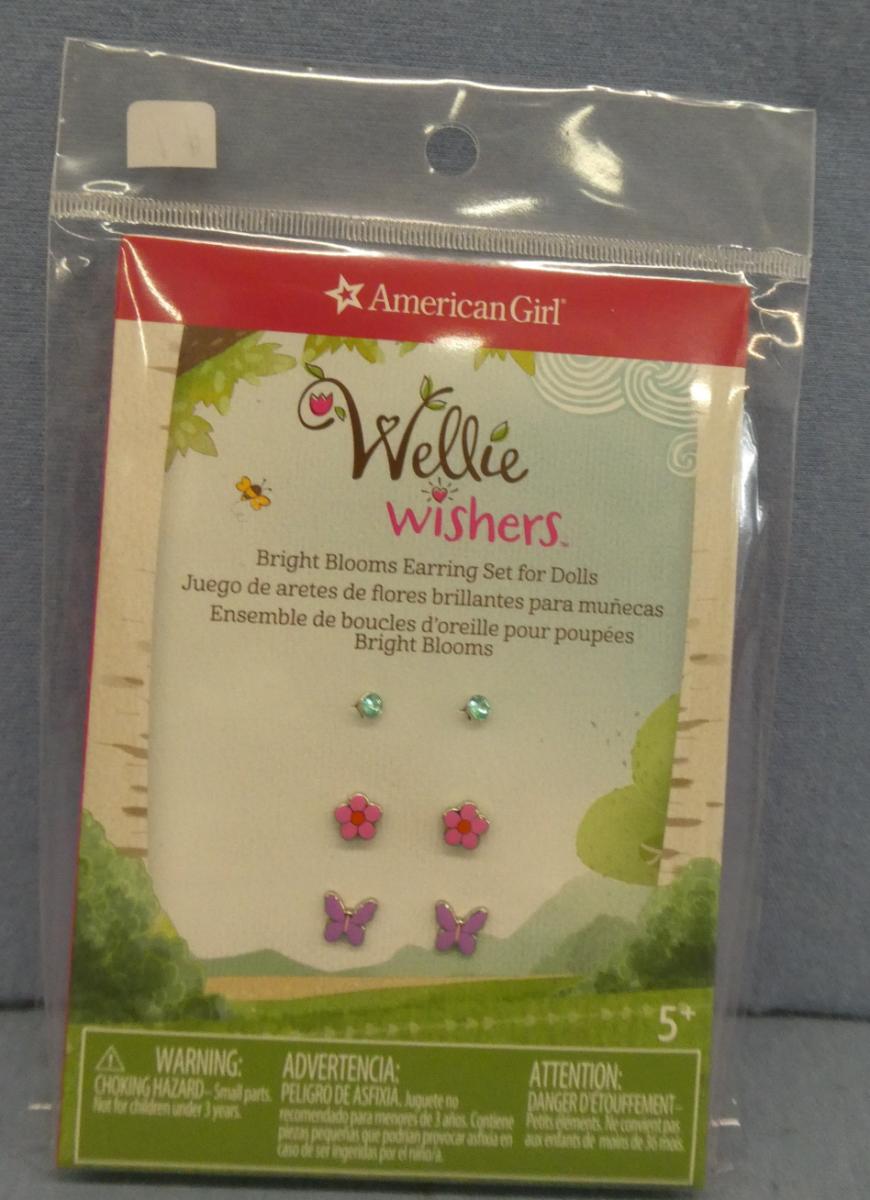 American Girl®
Wellie
wishers™
Bright Blooms Earring Set for Dolls
Juego de aretes de flores brillantes para muñecas
Ensemble de boucles d'oreille pour poupées
Bright Blooms
5+
WARNING:
CHOKING HAZARD – Small parts.
Not for children under 3 years.
ADVERTENCIA:
PELIGRO DE ASFIXIA. Juguete no
recomendado para menores de 3 años. Contiene
piezas pequeñas que podrían provocar asfixia en
caso de ser ingeridas por el niño/a.
ATTENTION:
DANGER D'ÉTOUFFEMENT–
Petits éléments. Ne convient pas
aux enfants de moins de 36 mois.